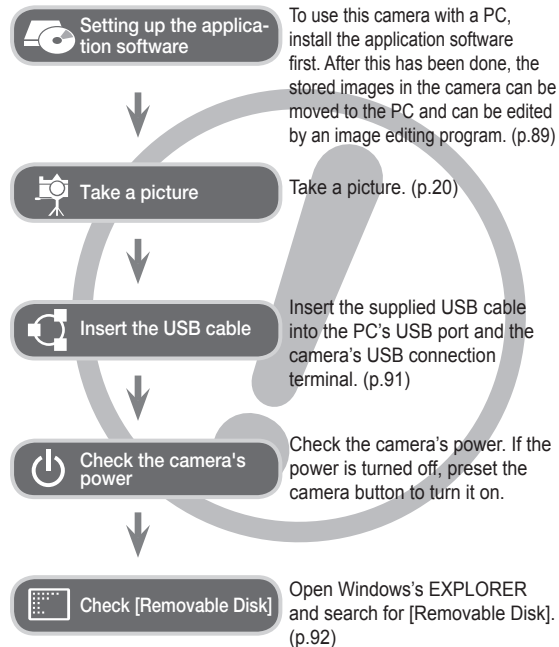 Setting up the applica-
tion software
To use this camera with a PC,
install the application software
first. After this has been done, the
stored images in the camera can be
moved to the PC and can be edited
by an image editing program. (p.89)
Take a picture
Take a picture. (p.20)
Insert the USB cable
Insert the supplied USB cable
into the PC's USB port and the
camera's USB connection
terminal. (p.91)
Check the camera's
power
Check the camera's power. If the
power is turned off, preset the
camera button to turn it on.
Check [Removable Disk]
Open Windows's EXPLORER
and search for [Removable Disk].
(p.92)